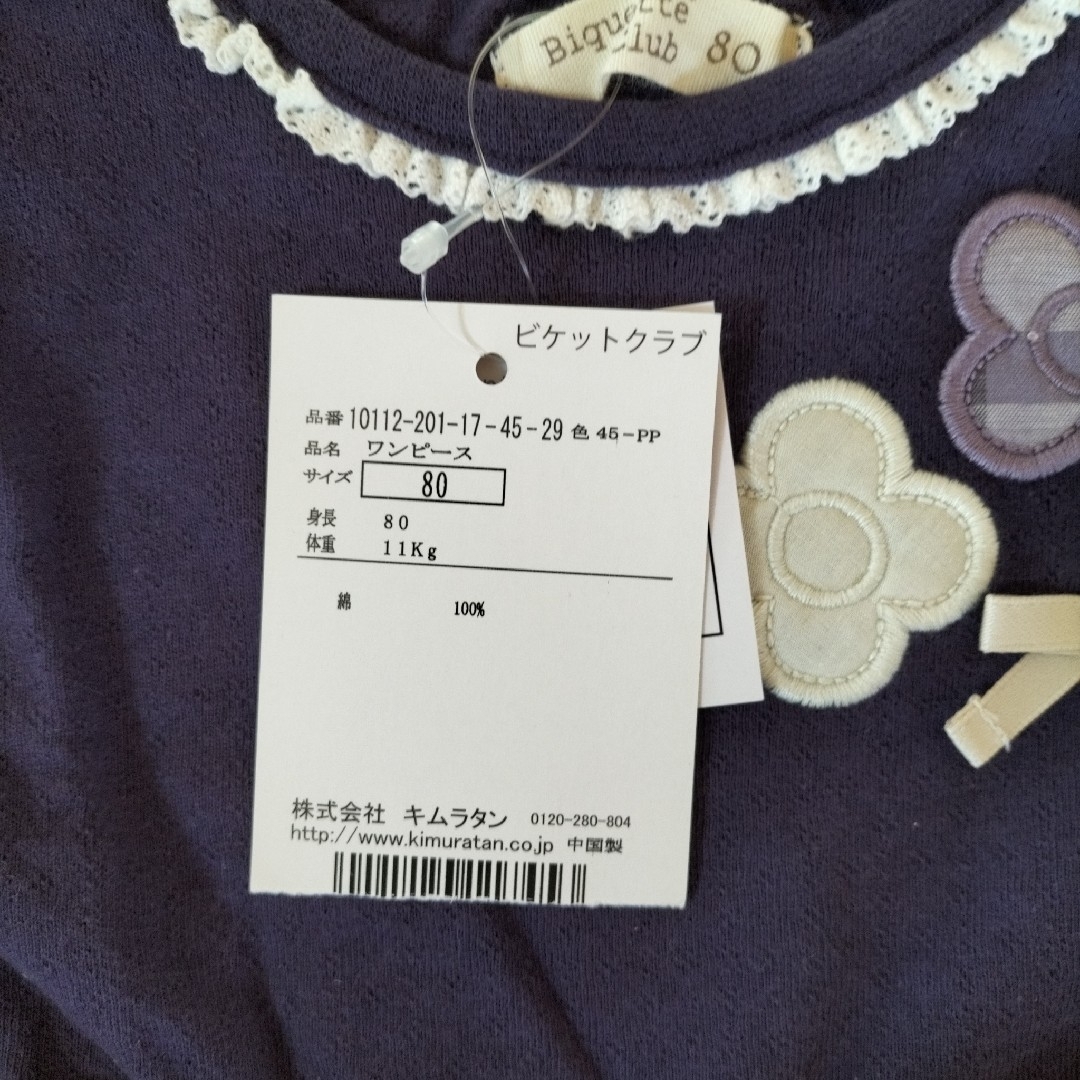 Biquette
Club 80
ビケットクラブ
品番 10112-201-17-45-29 色 45-PP
品名 ワンピース
サイズ 80
身長 80
体重 11Kg
綿 100%
株式会社 キムラタン 0120-280-804
http://www.kimuratan.co.jp 中国製